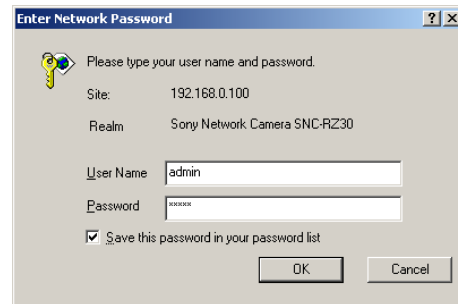 Enter Network Password
Please type your user name and password.
Site: 192.168.0.100
Realm Sony Network Camera SNC-RZ30
User Name admin
Password *****
Save this password in your password list
OK Cancel